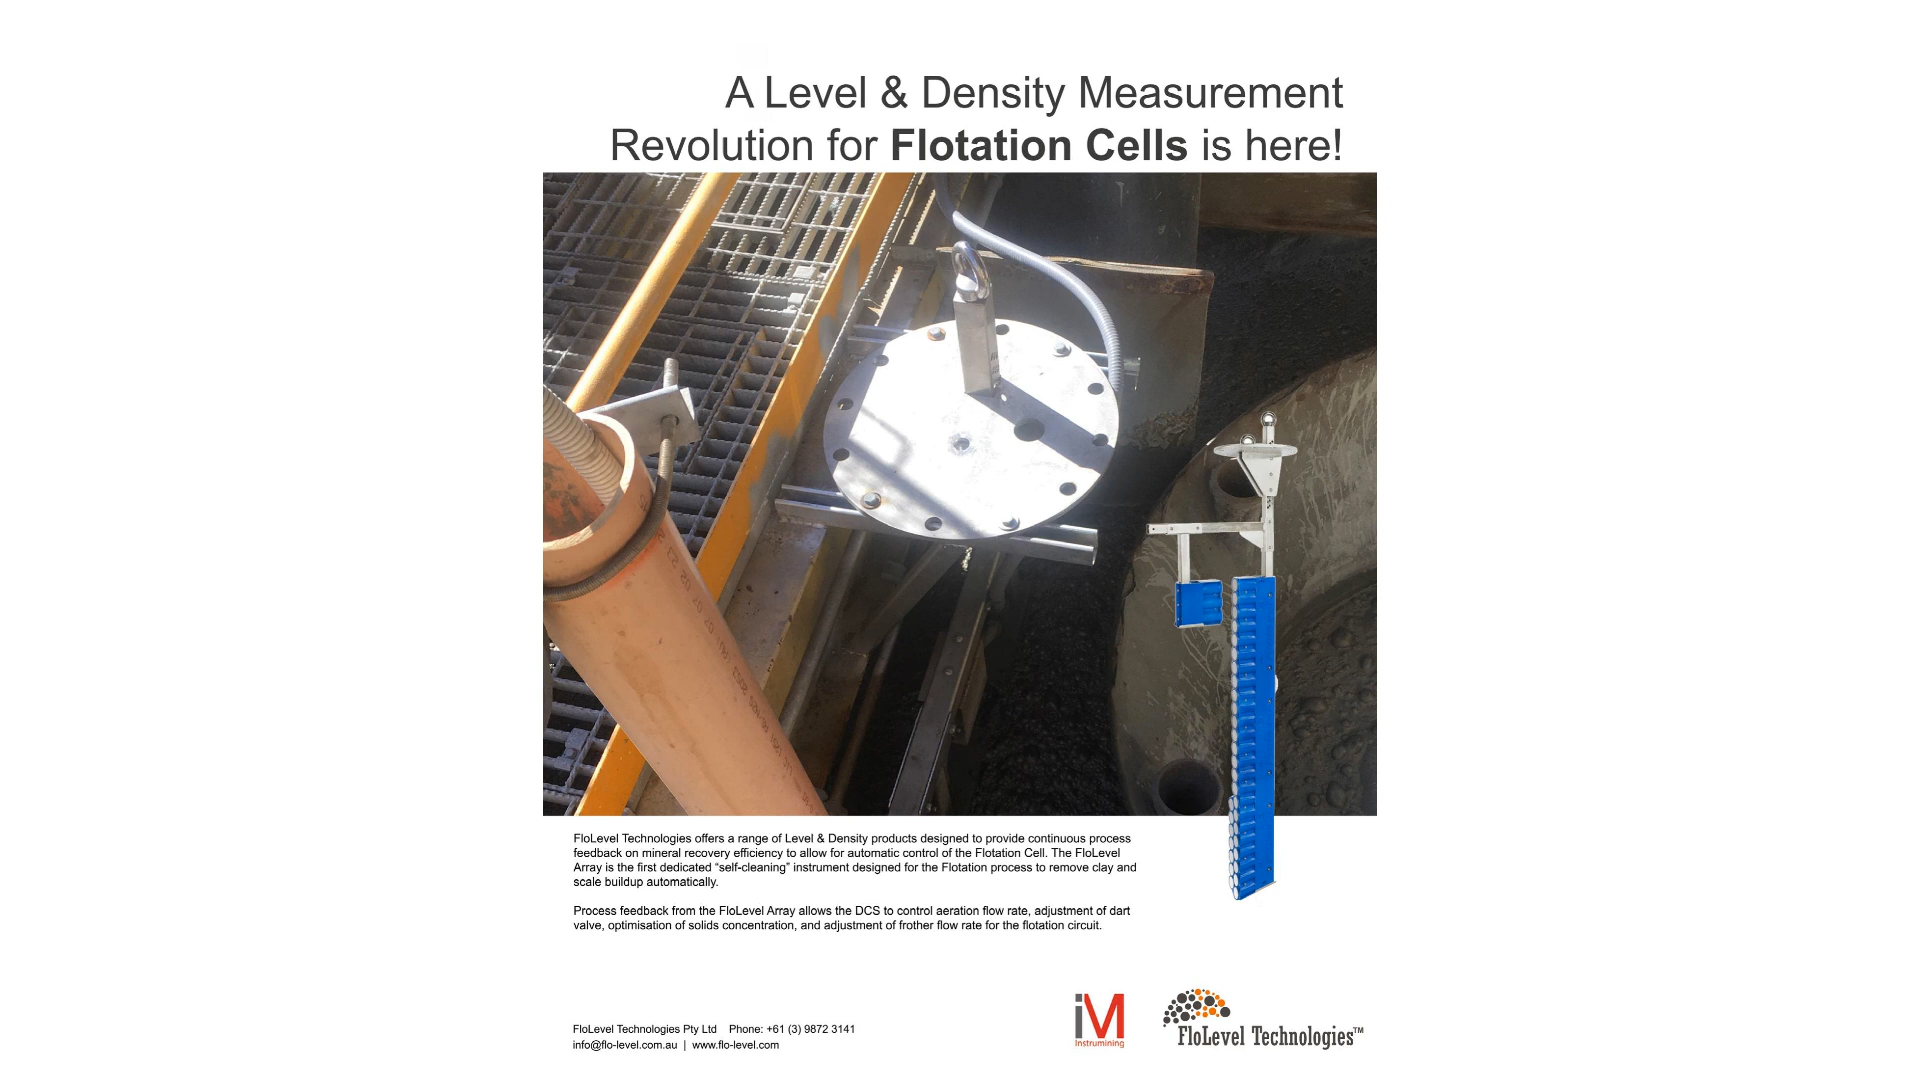 A Level & Density Measurement
Revolution for Flotation Cells is here!
FloLevel Technologies offers a range of Level & Density products designed to provide continuous process
feedback on mineral recovery efficiency to allow for automatic control of the Flotation Cell. The FloLevel
Array is the first dedicated “self-cleaning” instrument designed for the Flotation process to remove clay and
scale buildup automatically.
Process feedback from the FloLevel Array allows the DCS to control aeration flow rate, adjustment of dart
valve, optimisation of solids concentration, and adjustment of frother flow rate for the flotation circuit.
FloLevel Technologies Pty Ltd Phone: +61 (3) 9872 3141
info@flo-level.com.au | www.flo-level.com
iM
Instrumining
FloLevel Technologies™